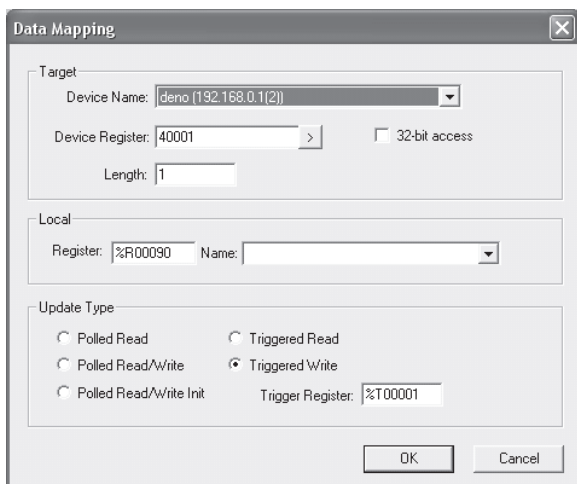 Data Mapping
Target
Device Name: deno (192.168.0.1(2))
Device Register: 40001 > 32-bit access
Length: 1
Local
Register: %R00090 Name:
Update Type
Polled Read Triggered Read
Polled Read/Write Triggered Write
Polled Read/Write Init Trigger Register: %T00001
OK Cancel